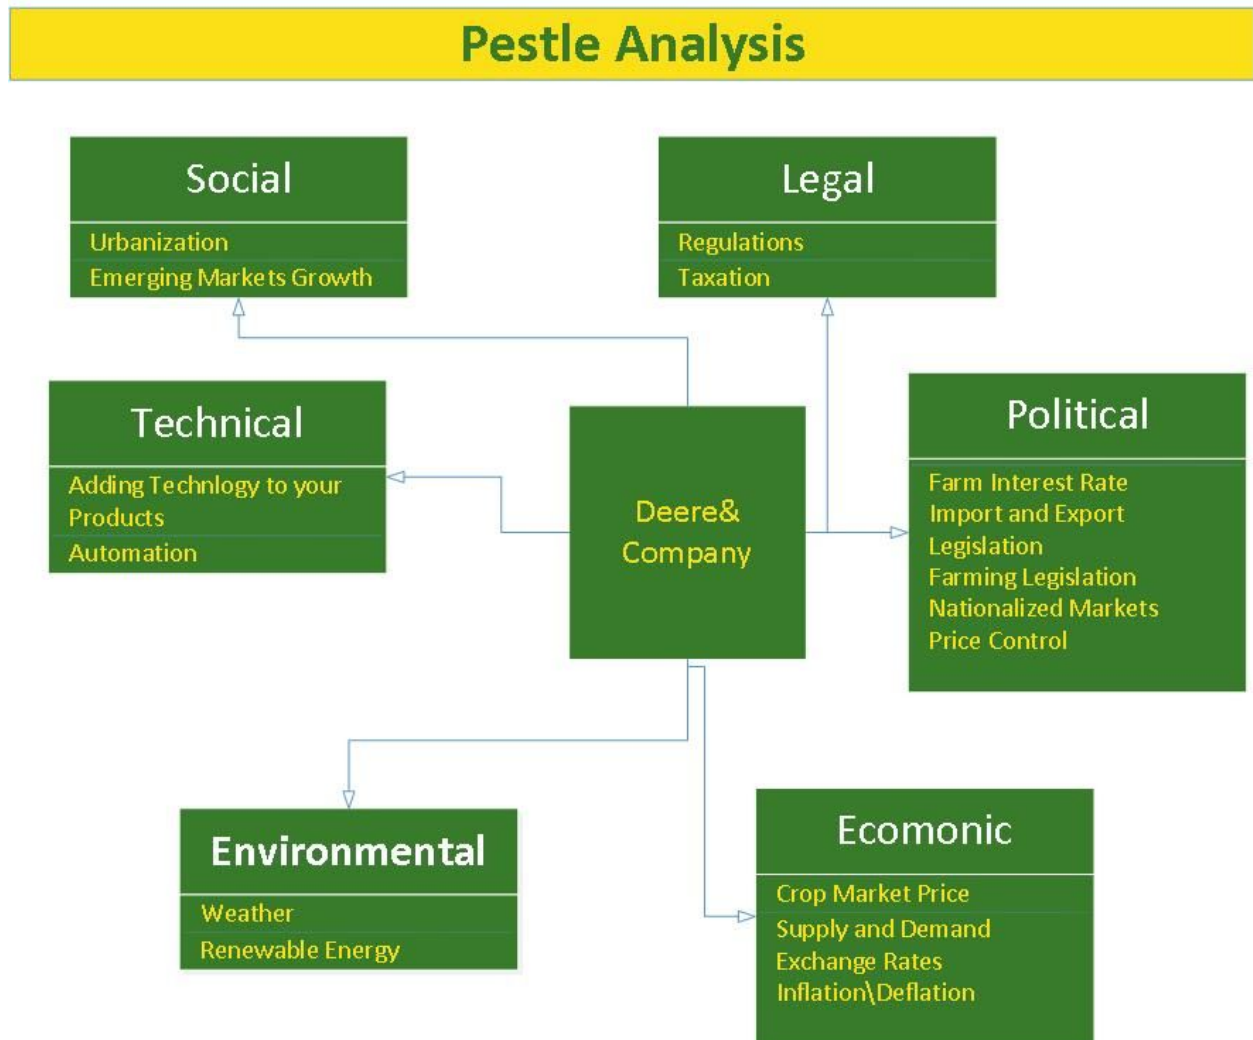 Pestle Analysis
Social
Urbanization
Emerging Markets Growth
Legal
Regulations
Taxation
Technical
Adding Technlogy to your
Products
Automation
Deere&
Company
Political
Farm Interest Rate
Import and Export
Legislation
Farming Legislation
Nationalized Markets
Price Control
Environmental
Weather
Renewable Energy
Ecomonic
Crop Market Price
Supply and Demand
Exchange Rates
Inflation\Deflation